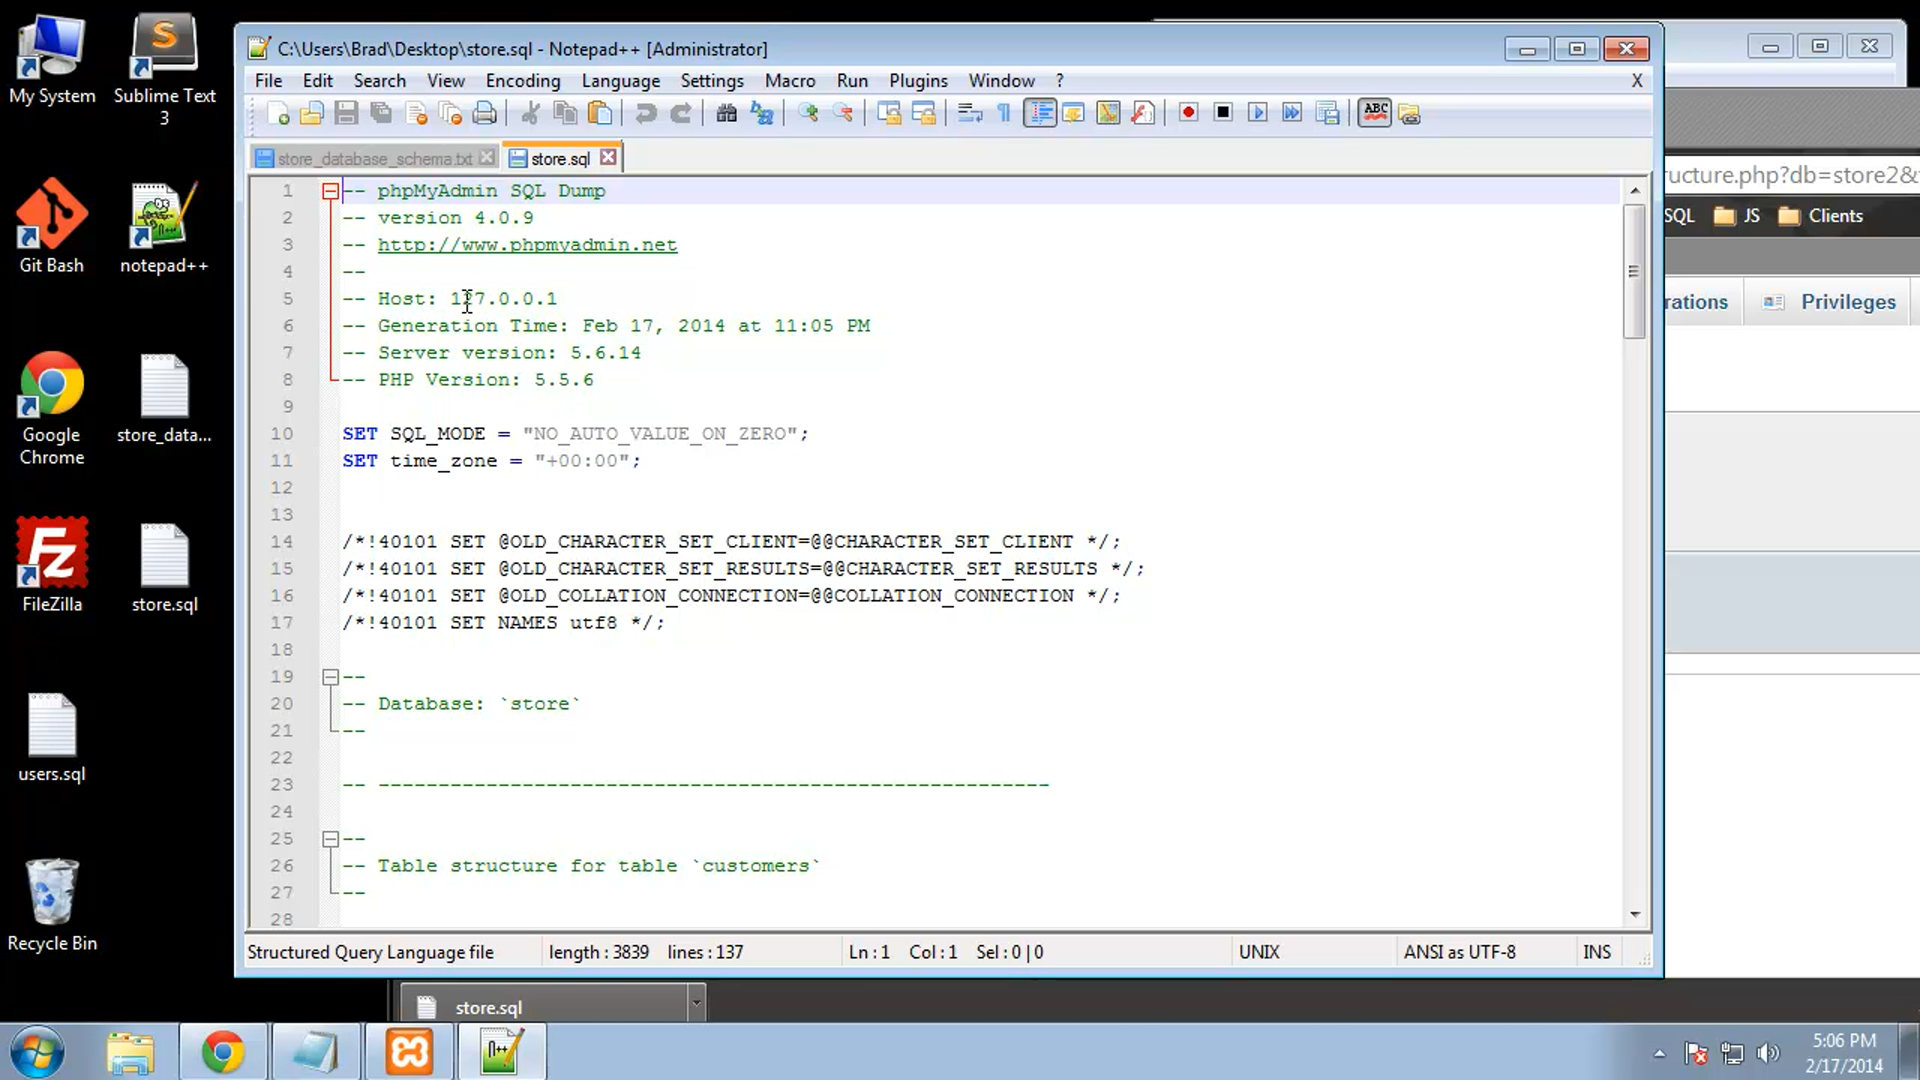 My System
Sublime Text
3
Git Bash
notepad++
Google
Chrome
store_data...
FileZilla
store.sql
users.sql
Recycle Bin
C:\Users\Brad\Desktop\store.sql - Notepad++ [Administrator]
File Edit Search View Encoding Language Settings Macro Run Plugins Window ? X
ABC
store_database_schema.txt store.sql
1 -- phpMyAdmin SQL Dump
2 -- version 4.0.9
3 -- http://www.phpmyadmin.net
4 --
5 -- Host: 127.0.0.1
6 -- Generation Time: Feb 17, 2014 at 11:05 PM
7 -- Server version: 5.6.14
8 -- PHP Version: 5.5.6
9
10 SET SQL_MODE = "NO_AUTO_VALUE_ON_ZERO";
11 SET time_zone = "+00:00";
12
13
14 /*!40101 SET @OLD_CHARACTER_SET_CLIENT=@@CHARACTER_SET_CLIENT */;
15 /*!40101 SET @OLD_CHARACTER_SET_RESULTS=@@CHARACTER_SET_RESULTS */;
16 /*!40101 SET @OLD_COLLATION_CONNECTION=@@COLLATION_CONNECTION */;
17 /*!40101 SET NAMES utf8 */;
18
19 --
20 -- Database: `store`
21 --
22
23 -- --------------------------------------------------------
24
25 --
26 -- Table structure for table `customers`
27 --
28
Structured Query Language file length : 3839 lines : 137 Ln : 1 Col : 1 Sel : 0 | 0 UNIX ANSI as UTF-8 INS
ucture.php?db=store2&
SQL JS Clients
rations Privileges
store.sql
5:06 PM
2/17/2014